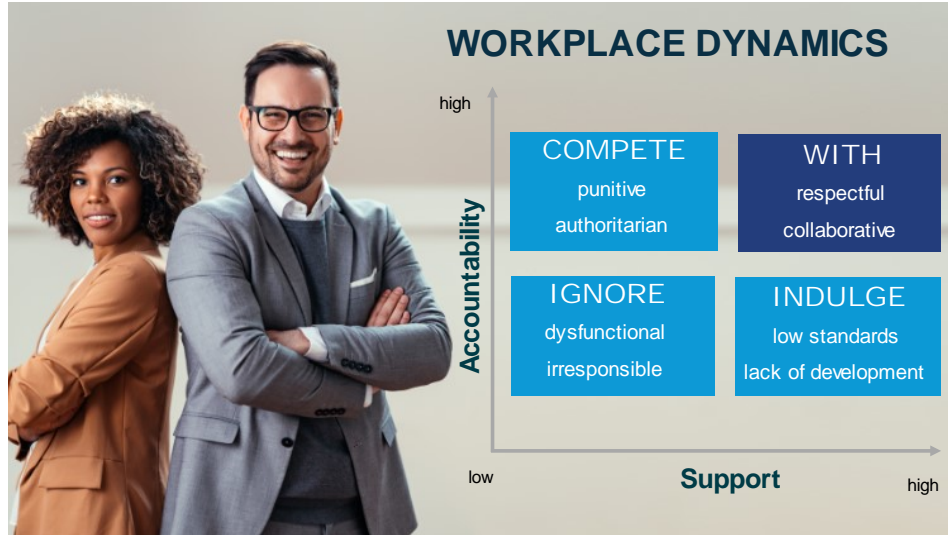 WORKPLACE DYNAMICS
high
COMPETE
punitive
authoritarian
WITH
respectful
collaborative
Accountability
IGNORE
dysfunctional
irresponsible
INDULGE
low standards
lack of development
low
Support
high